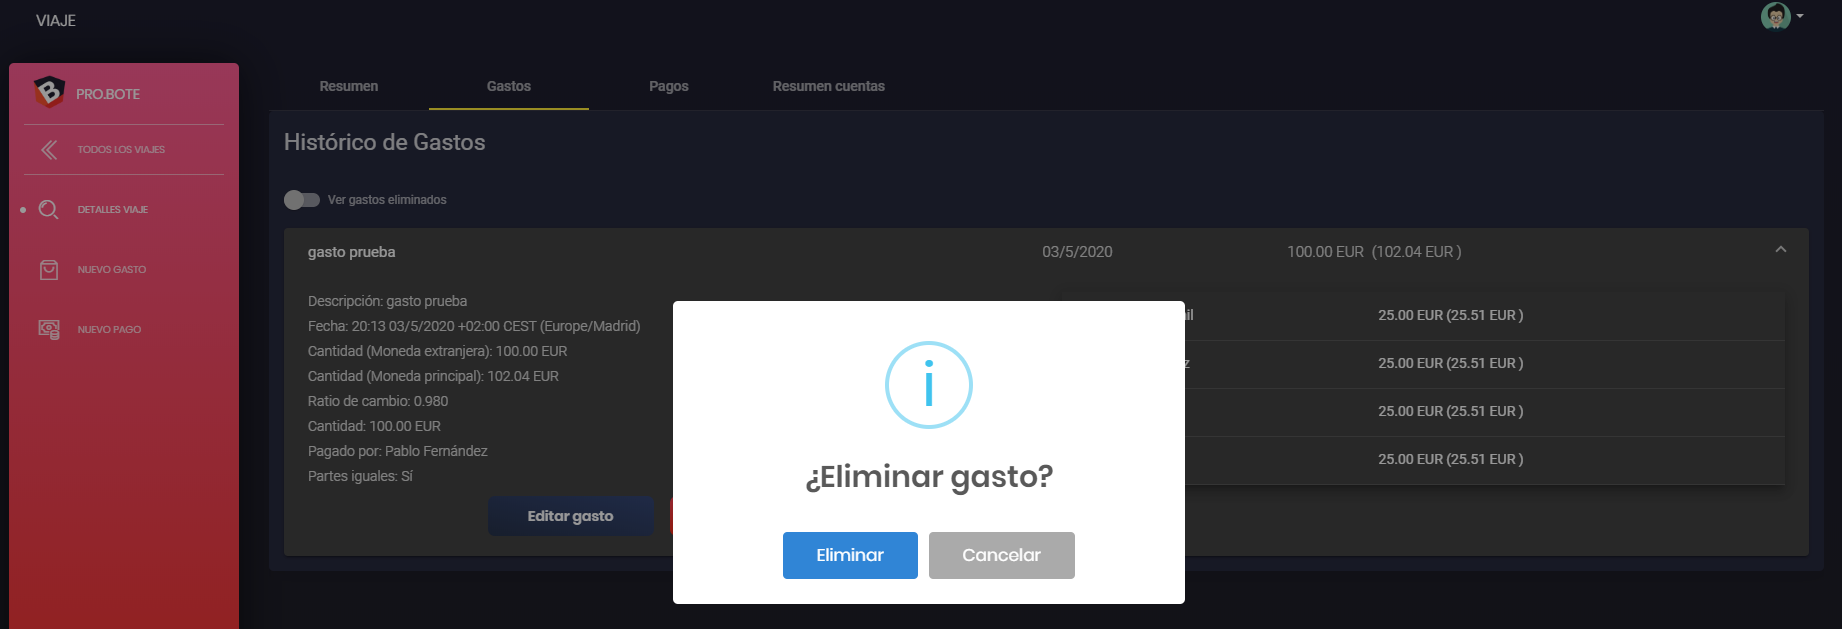 VIAJE
PRO.BOTE
TODOS LOS VIAJES
DETALLES VIAJE
NUEVO GASTO
NUEVO PAGO
Resumen Gastos Pagos Resumen cuentas
Histórico de Gastos
Ver gastos eliminados
gasto prueba 03/5/2020 100.00 EUR (102.04 EUR )
Descripción: gasto prueba
Fecha: 20:13 03/5/2020 +02:00 CEST (Europe/Madrid)
Cantidad (Moneda extranjera): 100.00 EUR
Cantidad (Moneda principal): 102.04 EUR
Ratio de cambio: 0.980
Cantidad: 100.00 EUR
Pagado por: Pablo Fernández
Partes iguales: Sí
Editar gasto
25.00 EUR (25.51 EUR )
25.00 EUR (25.51 EUR )
25.00 EUR (25.51 EUR )
25.00 EUR (25.51 EUR )
¿Eliminar gasto?
Eliminar Cancelar